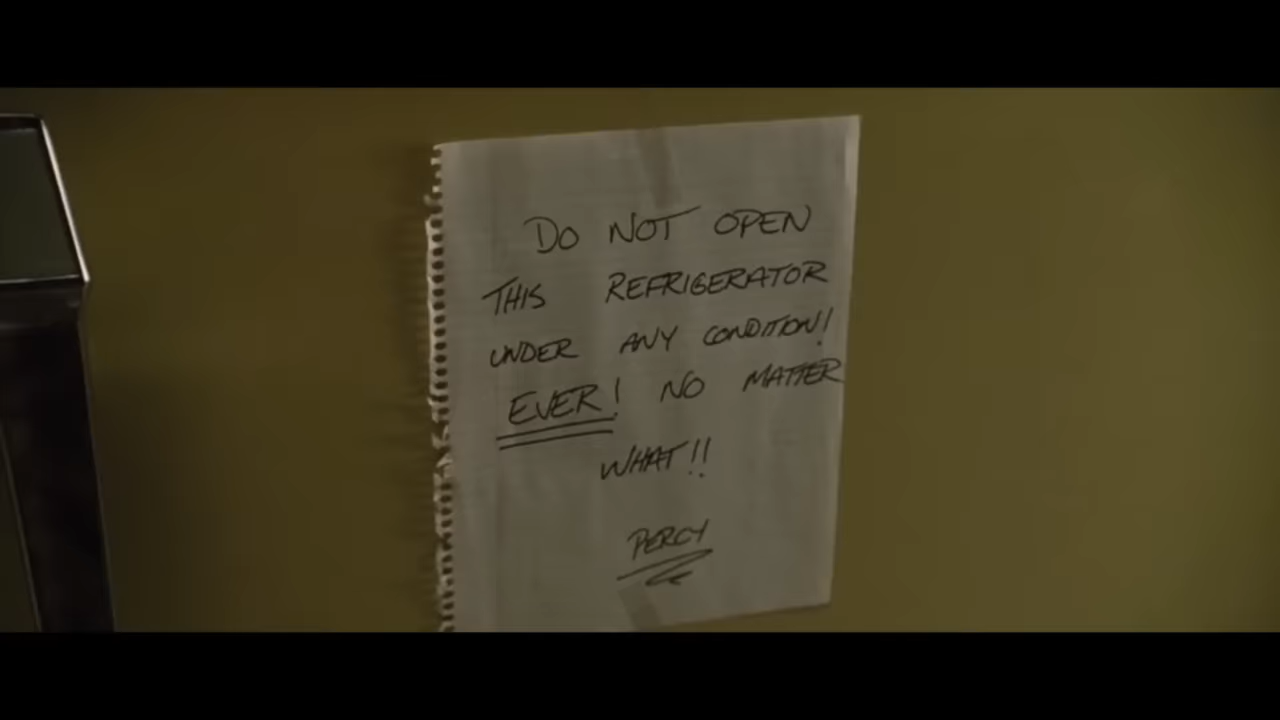 DO NOT OPEN
THIS REFRIGERATOR
UNDER ANY CONDITION!
EVER! NO MATTER
WHAT!!
PERCY